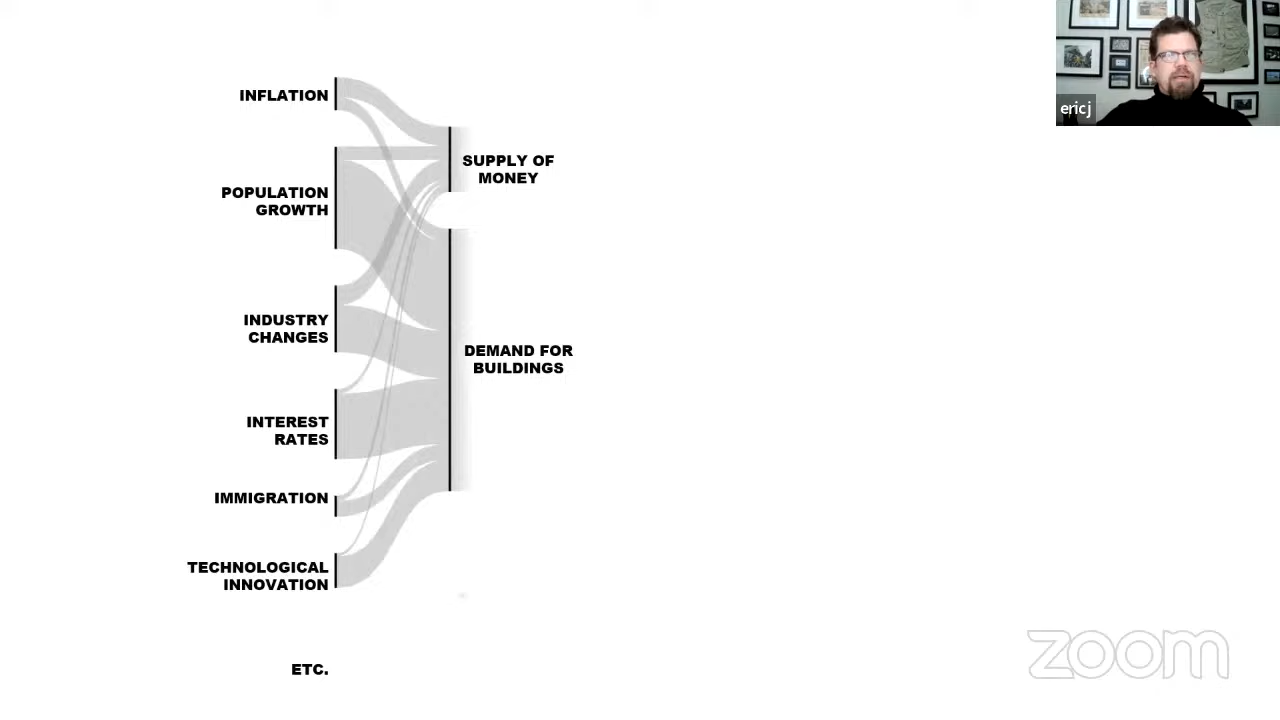 INFLATION
POPULATION
GROWTH
INDUSTRY
CHANGES
INTEREST
RATES
IMMIGRATION
TECHNOLOGICAL
INNOVATION
ETC.
SUPPLY OF
MONEY
DEMAND FOR
BUILDINGS
ericj
zoom